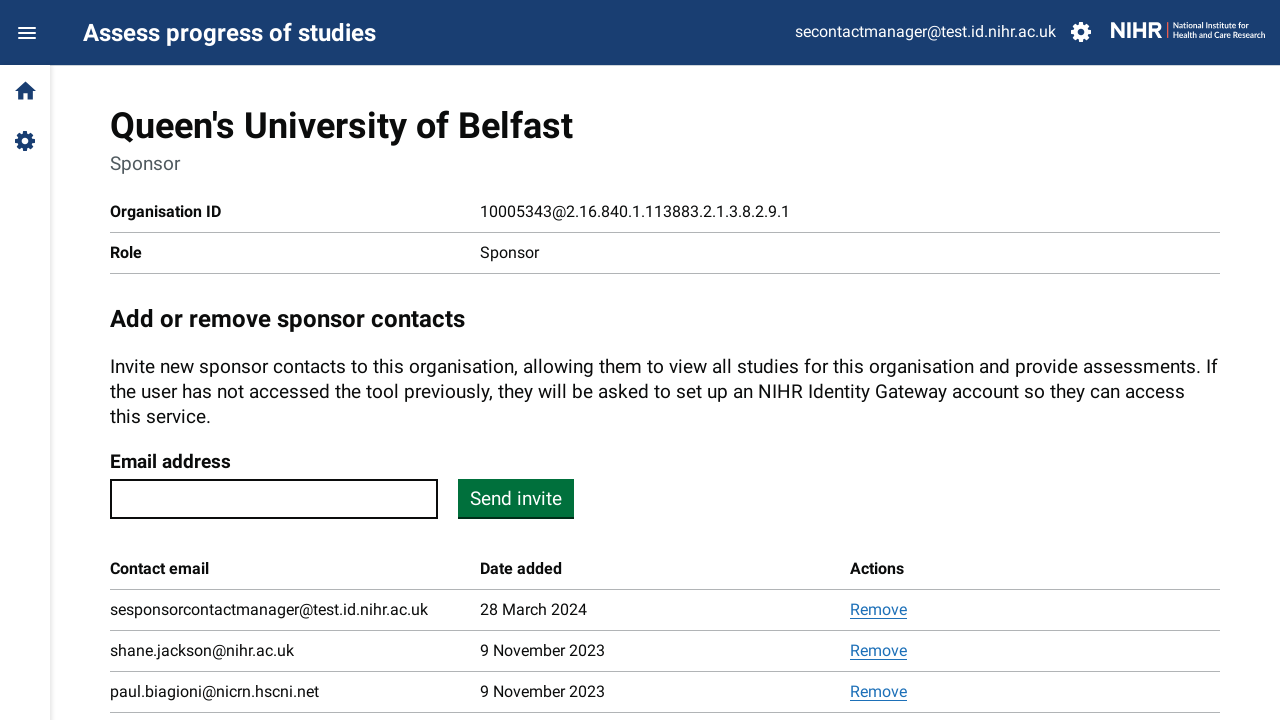 Assess progress of studies
secontactmanager@test.id.nihr.ac.uk
NIHR | National Institute for
Health and Care Research
Queen's University of Belfast
Sponsor
Organisation ID 10005343@2.16.840.1.113883.2.1.3.8.2.9.1
Role Sponsor
Add or remove sponsor contacts
Invite new sponsor contacts to this organisation, allowing them to view all studies for this organisation and provide assessments. If
the user has not accessed the tool previously, they will be asked to set up an NIHR Identity Gateway account so they can access
this service.
Email address
Send invite
Contact email Date added Actions
sesponsorcontactmanager@test.id.nihr.ac.uk 28 March 2024 Remove
shane.jackson@nihr.ac.uk 9 November 2023 Remove
paul.biagioni@nicrn.hscni.net 9 November 2023 Remove